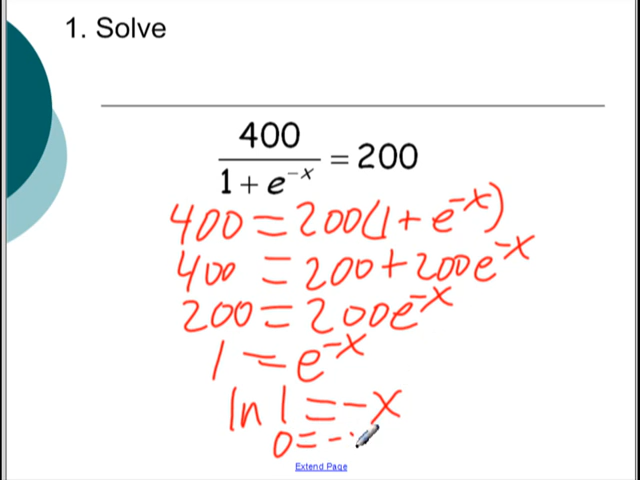 1. Solve
400
1 + e^-x = 200
400 = 200(1 + e^-x)
400 = 200 + 200e^-x
200 = 200e^-x
1 = e^-x
ln 1 = -x
0 = -
Extend Page